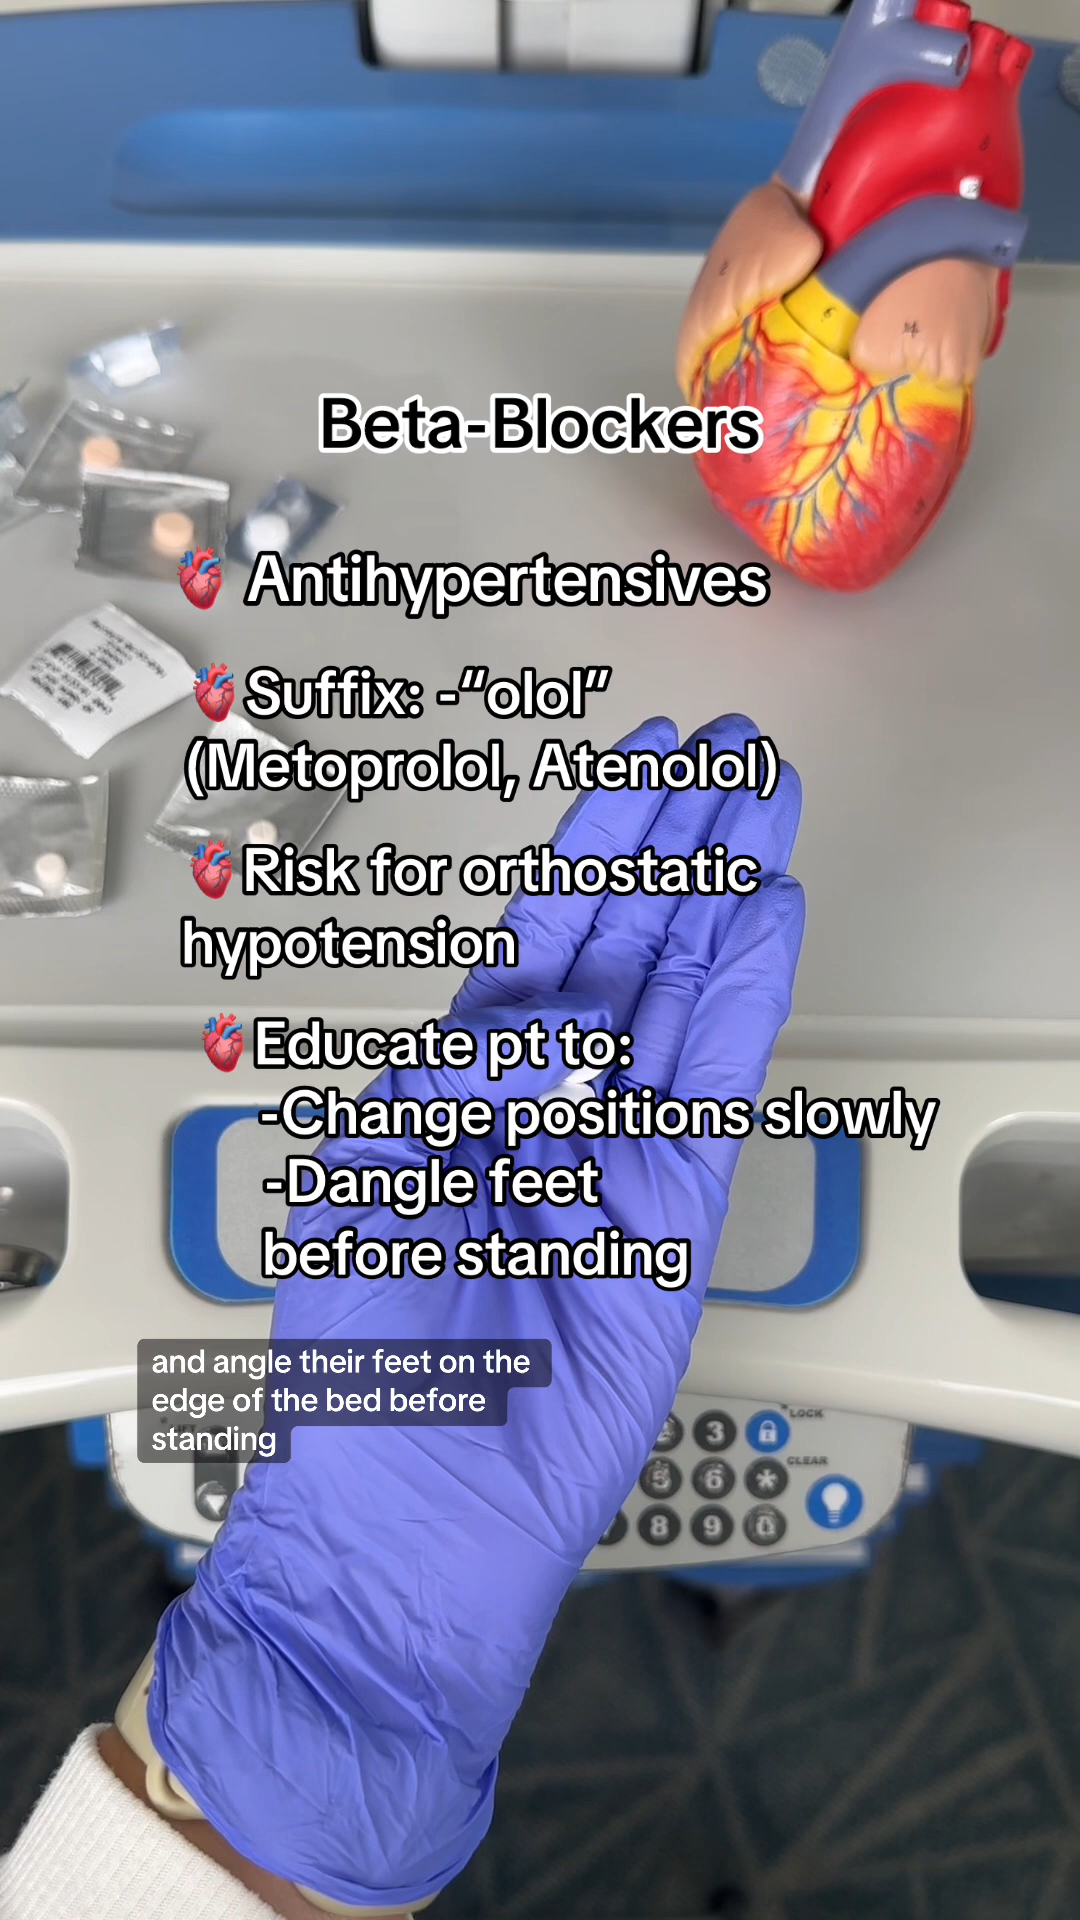 Beta-Blockers
🫀 Antihypertensives
🫀Suffix: -“olol”
(Metoprolol, Atenolol)
🫀Risk for orthostatic
hypotension
🫀Educate pt to:
-Change positions slowly
-Dangle feet
before standing
and angle their feet on the
edge of the bed before
standing
3
LOCK
5
6
*
CLEAR
8
9
0